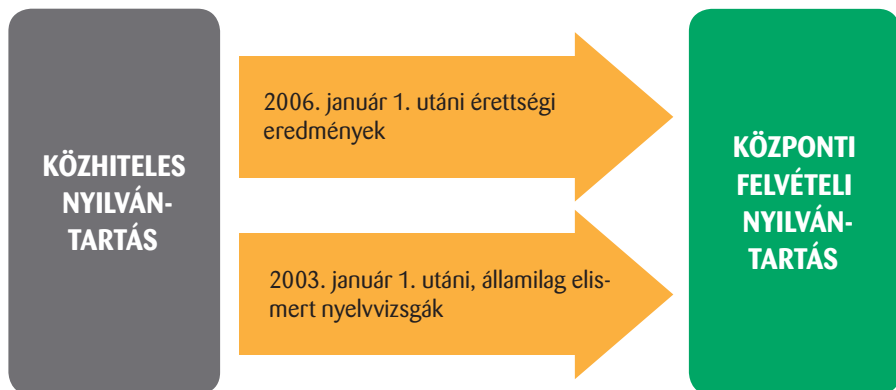 KÖZHITELES
NYILVÁN-
TARTÁS
2006. január 1. utáni érettségi
eredmények
2003. január 1. utáni, államilag elis-
mert nyelvvizsgák
KÖZPONTI
FELVÉTELI
NYILVÁN-
TARTÁS